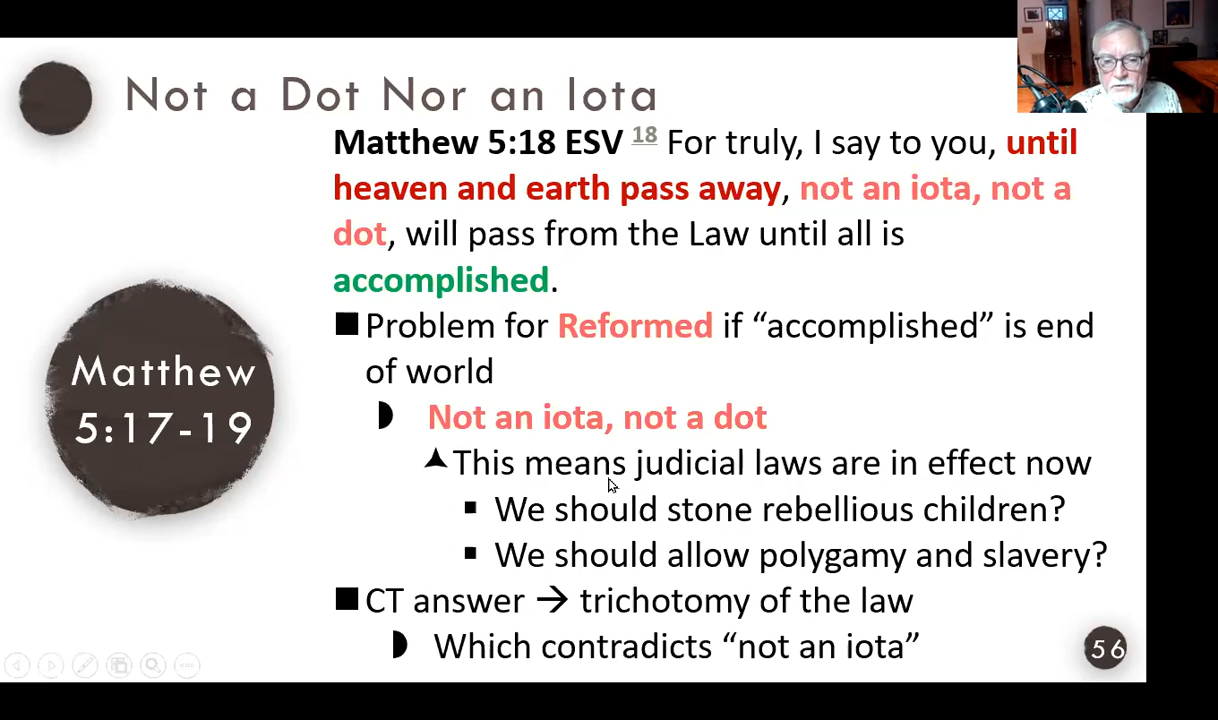 Not a Dot Nor an Iota
Matthew 5:18 ESV 18 For truly, I say to you, until
heaven and earth pass away, not an iota, not a
dot, will pass from the Law until all is
accomplished.
Matthew
5:17-19
■ Problem for Reformed if “accomplished” is end
of world
◗ Not an iota, not a dot
This means judicial laws are in effect now
▪ We should stone rebellious children?
▪ We should allow polygamy and slavery?
■ CT answer → trichotomy of the law
◗ Which contradicts “not an iota”
56